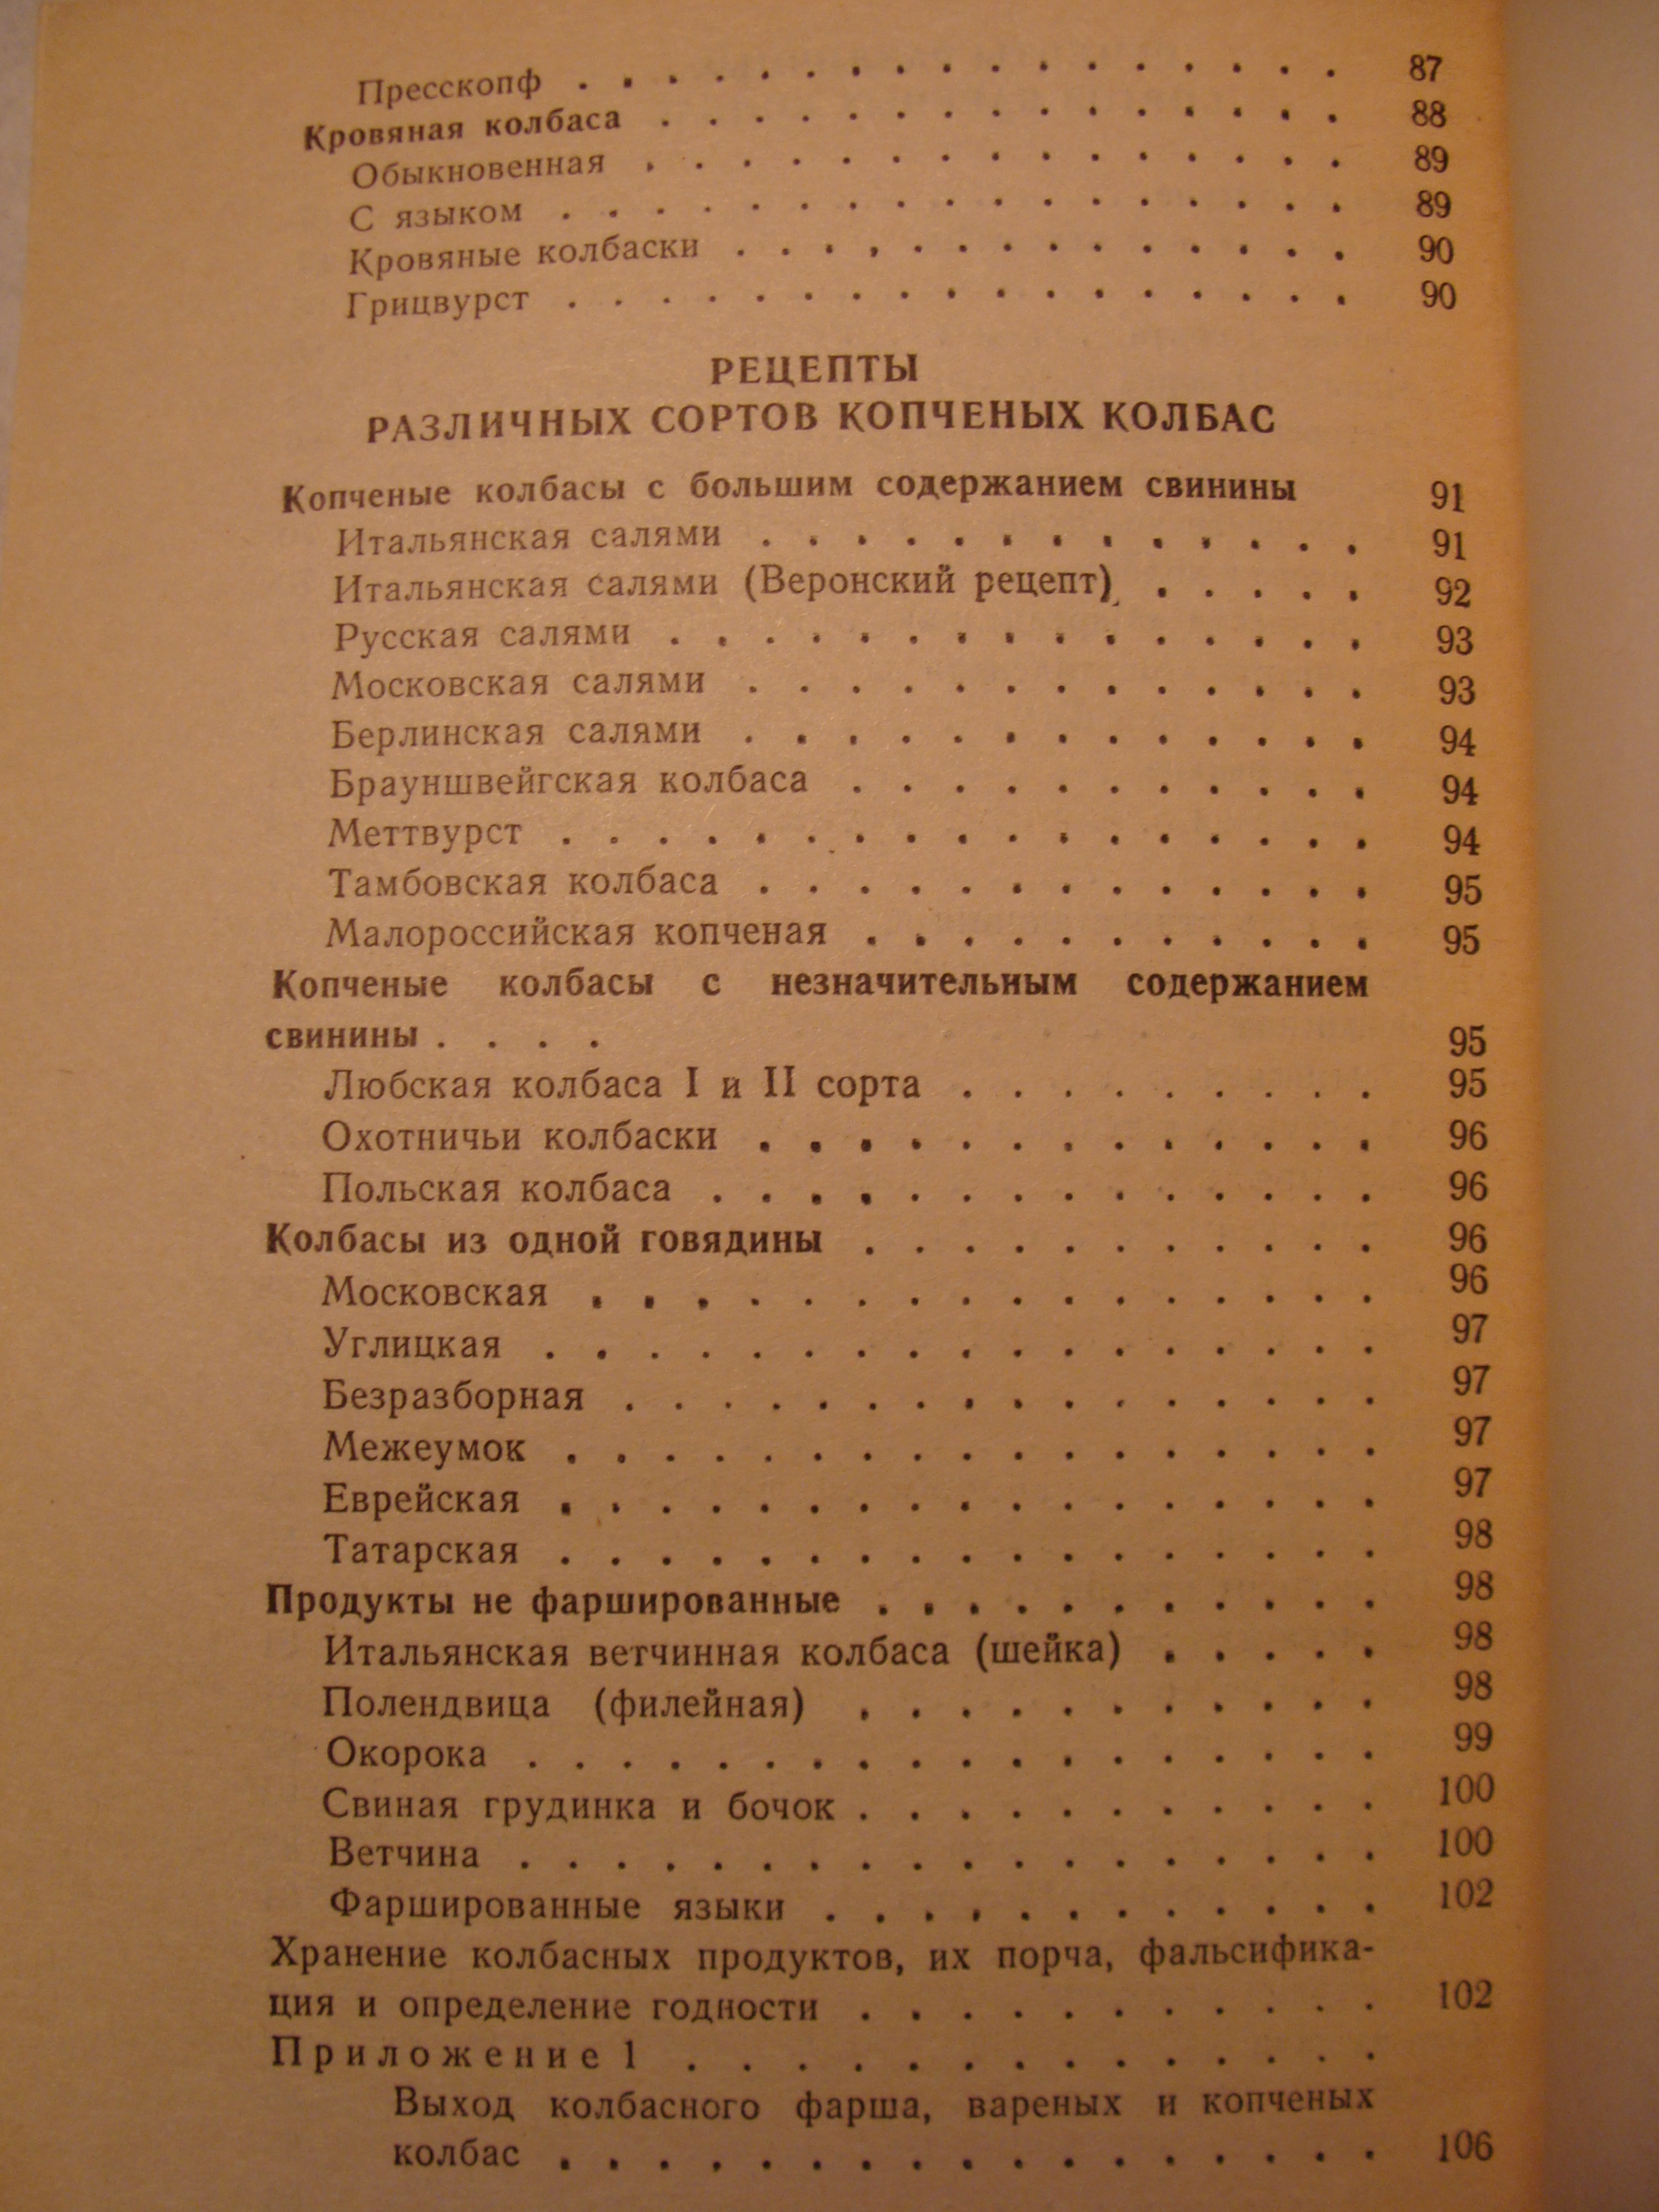 Пресскопф . . . . . . . . . . . . . . . . . 87
Кровяная колбаса . . . . . . . . . . . . . . . 88
Обыкновенная . . . . . . . . . . . . . . . 89
С языком . . . . . . . . . . . . . . . . . 89
Кровяные колбаски . . . . . . . . . . . . . 90
Грицвурст . . . . . . . . . . . . . . . . . 90
РЕЦЕПТЫ
РАЗЛИЧНЫХ СОРТОВ КОПЧЕНЫХ КОЛБАС
Копченые колбасы с большим содержанием свинины 91
Итальянская салями . . . . . . . . . . . . . 91
Итальянская салями (Веронский рецепт) . . . . . 92
Русская салями . . . . . . . . . . . . . . . 93
Московская салями . . . . . . . . . . . . . 93
Берлинская салями . . . . . . . . . . . . . 94
Брауншвейгская колбаса . . . . . . . . . . . 94
Меттвурст . . . . . . . . . . . . . . . . . 94
Тамбовская колбаса . . . . . . . . . . . . . 95
Малороссийская копченая . . . . . . . . . . . 95
Копченые колбасы с незначительным содержанием
свинины . . . . 95
Любская колбаса I и II сорта . . . . . . . . . 95
Охотничьи колбаски . . . . . . . . . . . . . 96
Польская колбаса . . . . . . . . . . . . . . 96
Колбасы из одной говядины . . . . . . . . . . . 96
Московская . . . . . . . . . . . . . . . . 96
Углицкая . . . . . . . . . . . . . . . . . 97
Безразборная . . . . . . . . . . . . . . . . 97
Межеумок . . . . . . . . . . . . . . . . . 97
Еврейская . . . . . . . . . . . . . . . . . 97
Татарская . . . . . . . . . . . . . . . . . 98
Продукты не фаршированные . . . . . . . . . . . 98
Итальянская ветчинная колбаса (шейка) . . . . . 98
Полендвица (филейная) . . . . . . . . . . . 98
Окорока . . . . . . . . . . . . . . . . . . 99
Свиная грудинка и бочок . . . . . . . . . . . 100
Ветчина . . . . . . . . . . . . . . . . . . 100
Фаршированные языки . . . . . . . . . . . . 102
Хранение колбасных продуктов, их порча, фальсифика-
ция и определение годности . . . . . . . . . . . 102
Приложение 1 . . . . . . . . . . . . . . .
Выход колбасного фарша, вареных и копченых
колбас . . . . . . . . . . . . . . . . . 106